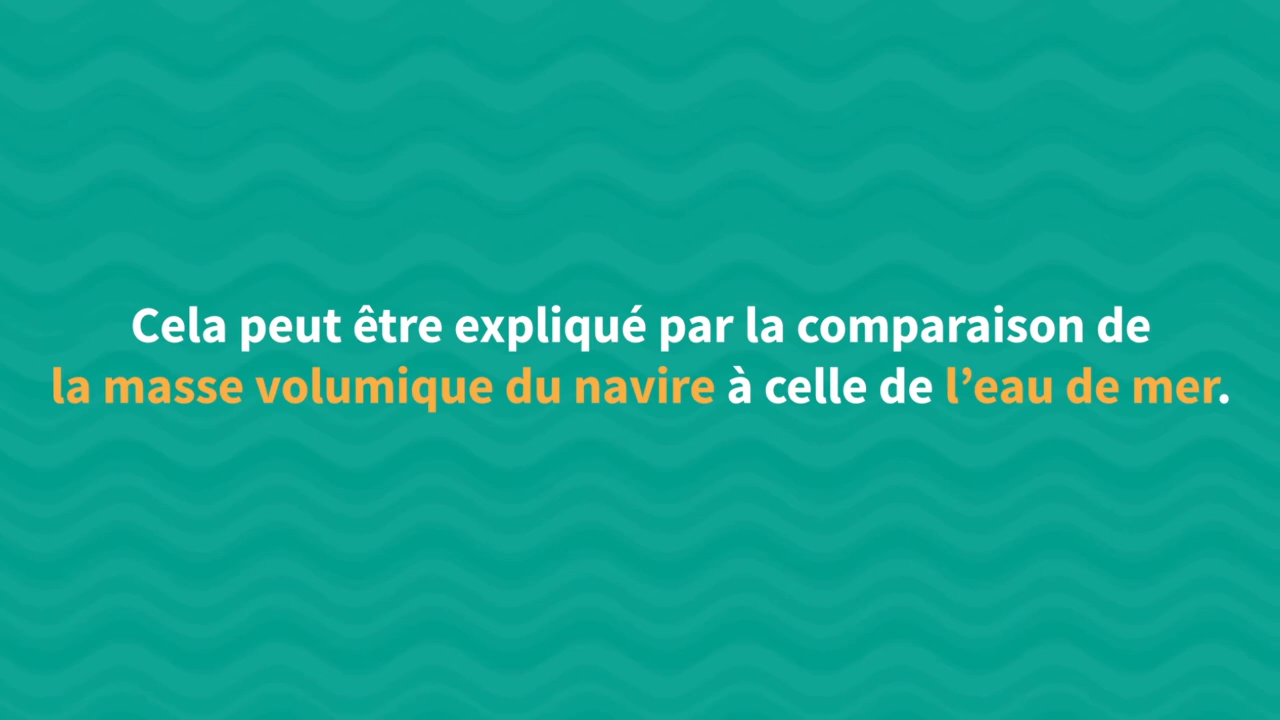 Cela peut être expliqué par la comparaison de
la masse volumique du navire à celle de l’eau de mer.